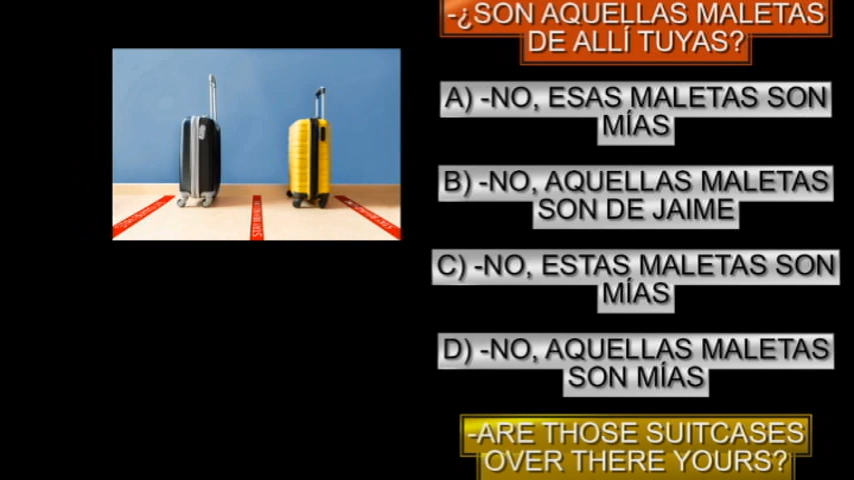 -¿SON AQUELLAS MALETAS
DE ALLÍ TUYAS?
A) -NO, ESAS MALETAS SON
MÍAS
B) -NO, AQUELLAS MALETAS
SON DE JAIME
C) -NO, ESTAS MALETAS SON
MÍAS
D) -NO, AQUELLAS MALETAS
SON MÍAS
-ARE THOSE SUITCASES
OVER THERE YOURS?